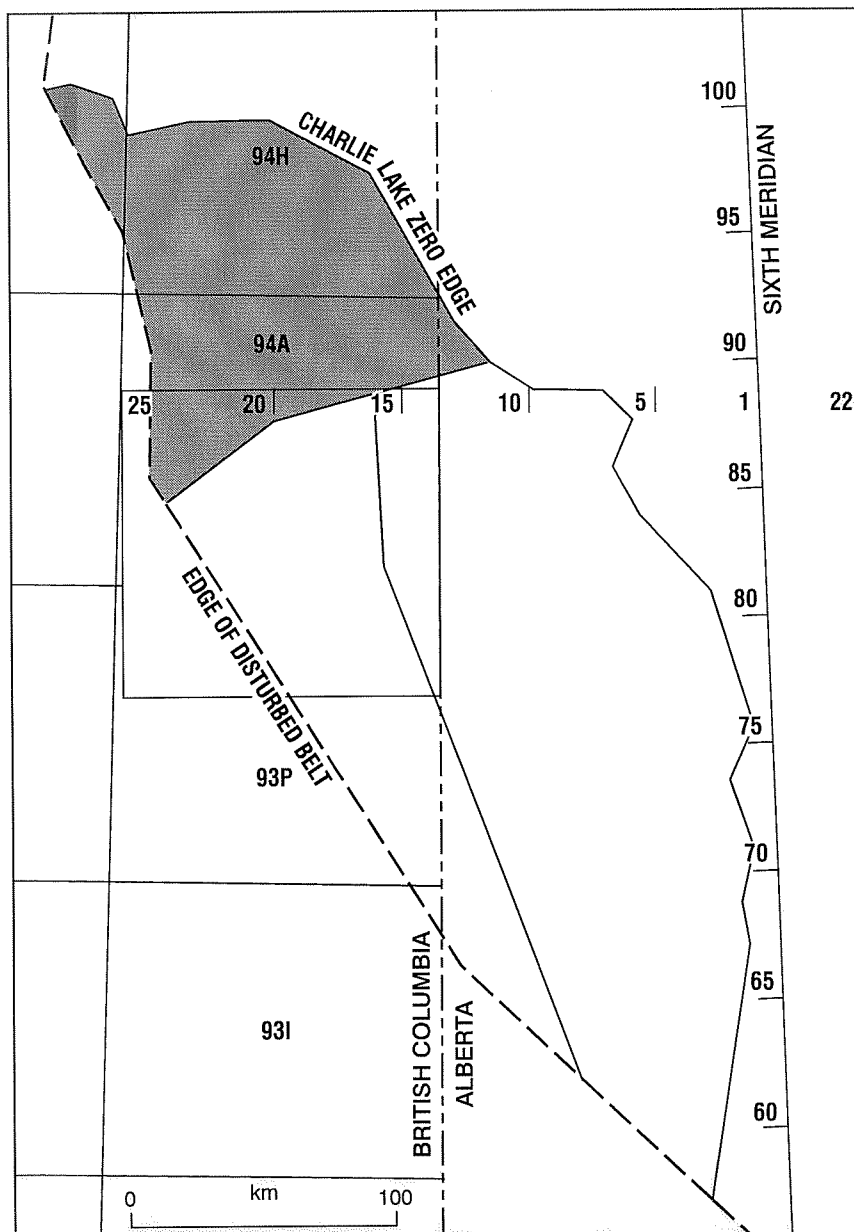 100
CHARLIE LAKE ZERO EDGE
94H
SIXTH MERIDIAN
95
94A
90
25
20
15
10
5
1
22
85
EDGE OF DISTURBED BELT
80
75
93P
70
BRITISH COLUMBIA
ALBERTA
65
93I
60
0 km 100